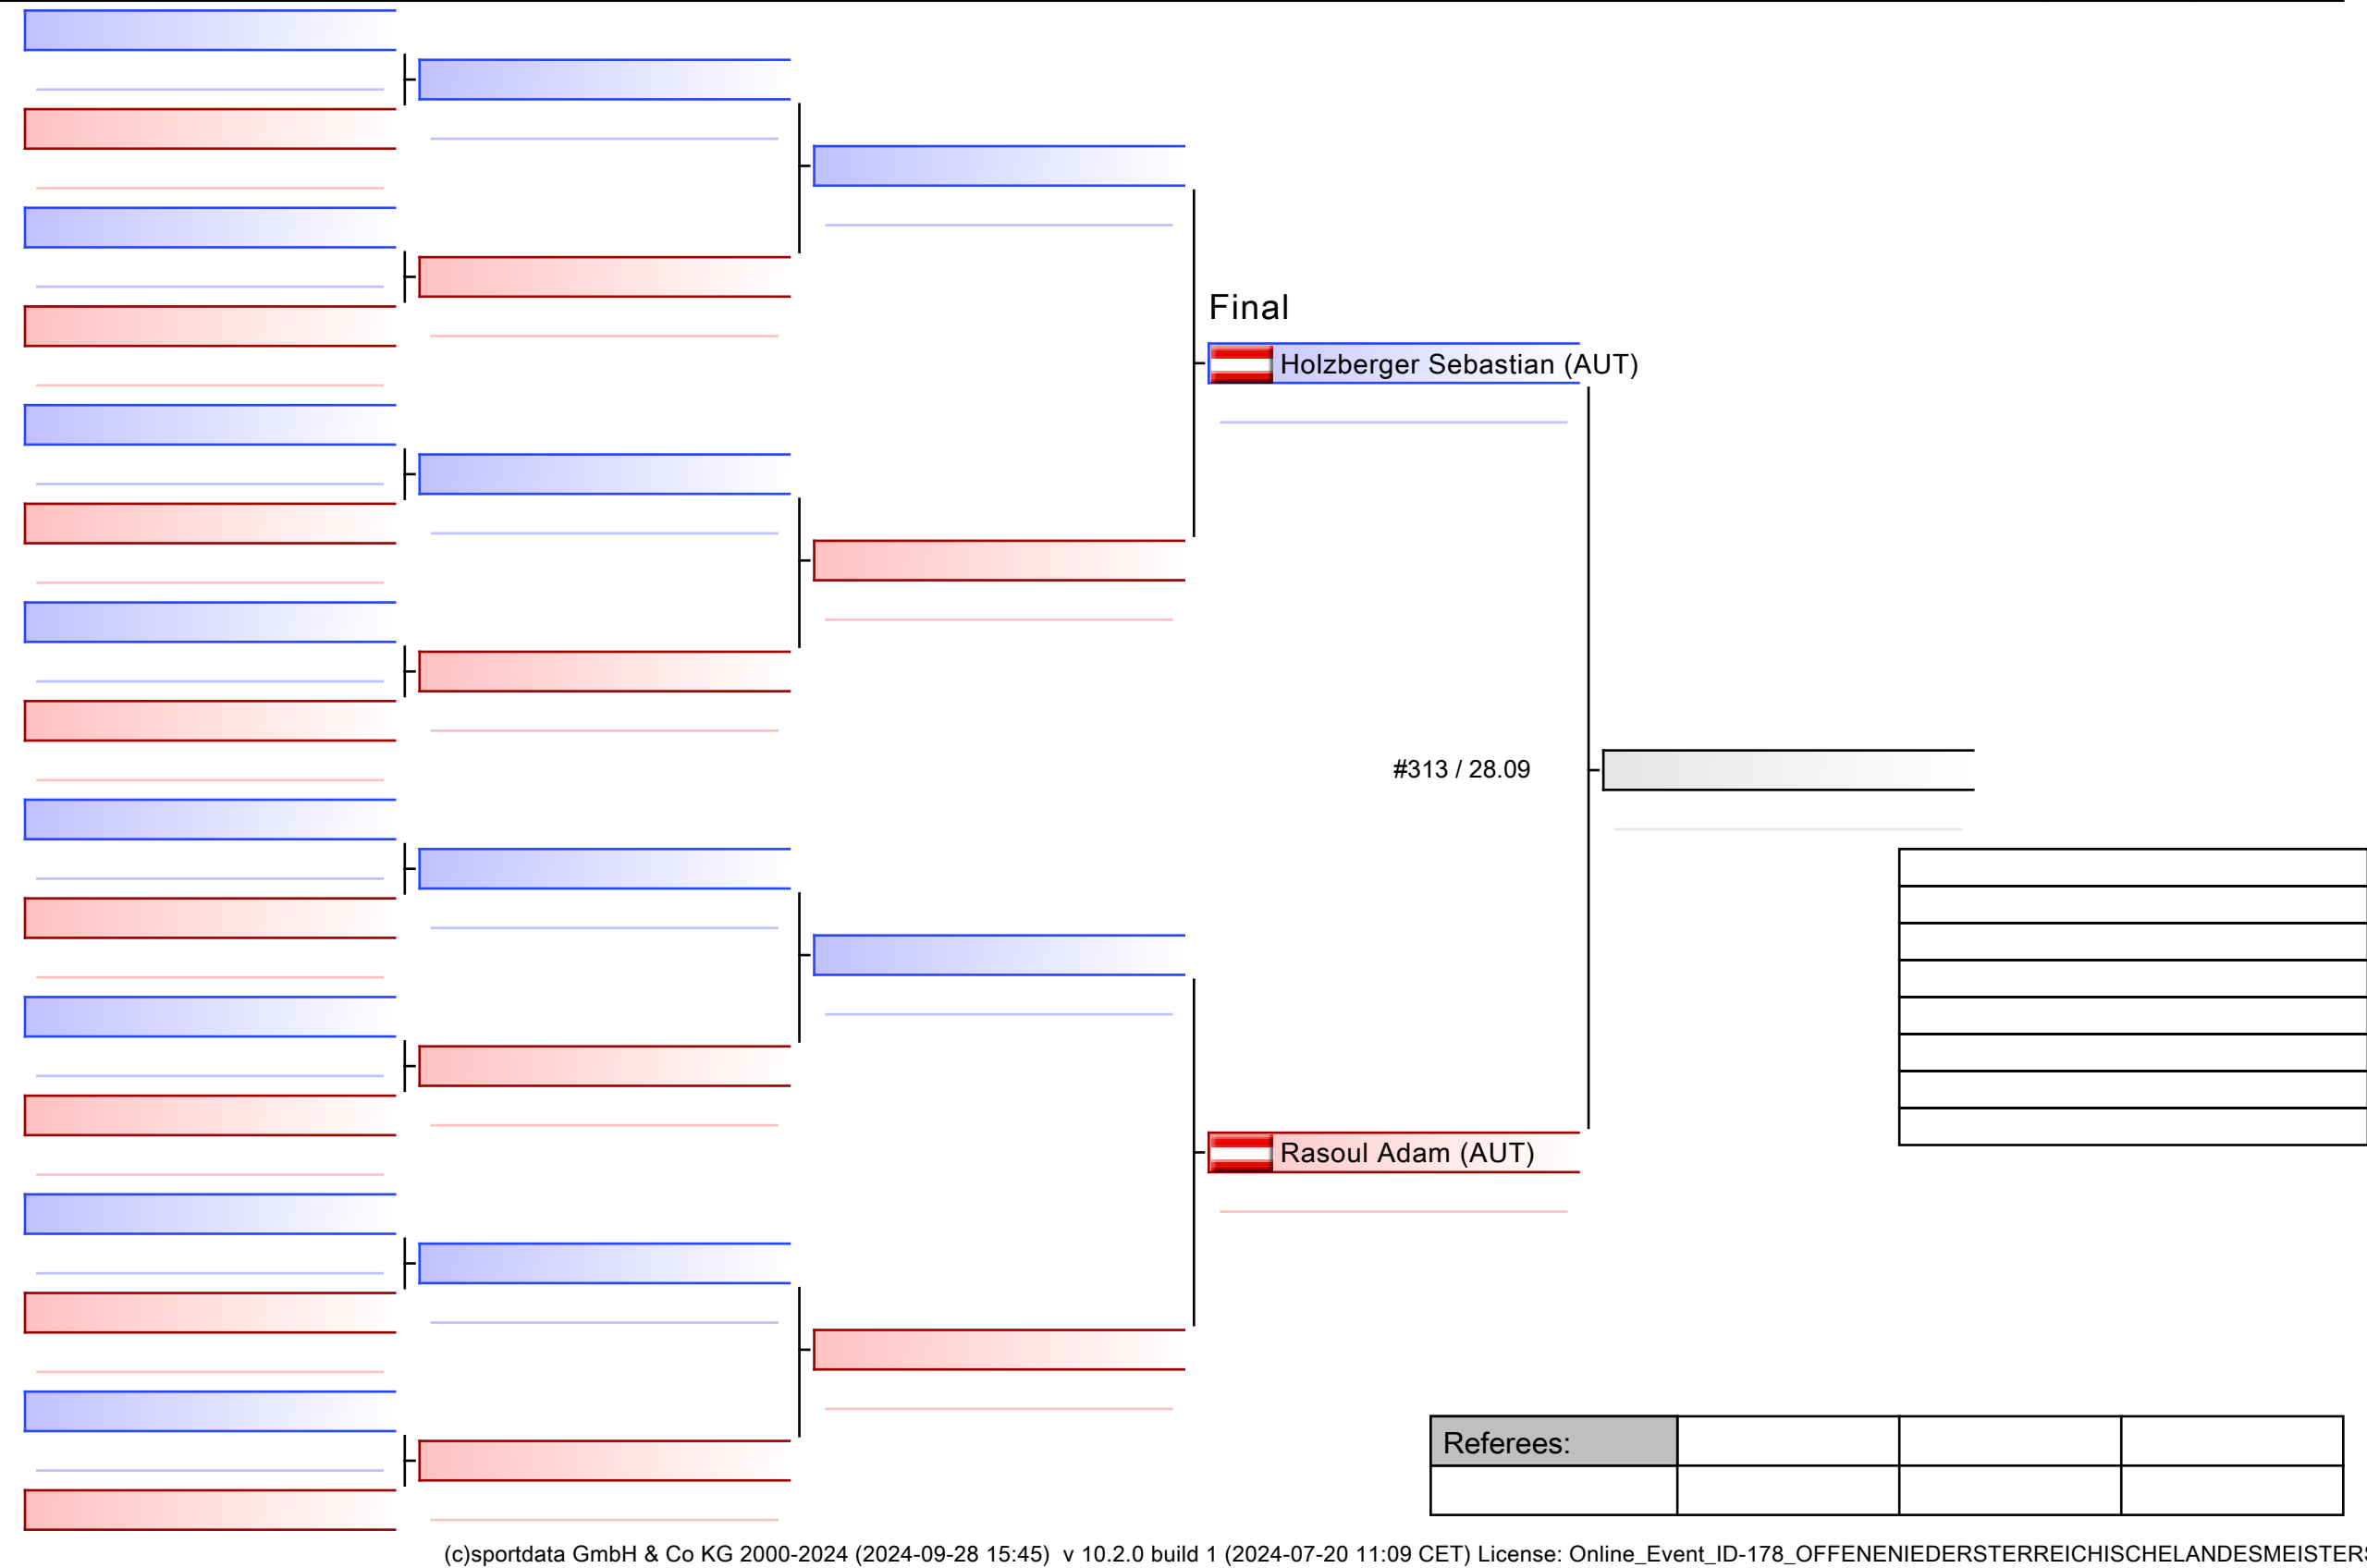 Final
Holzberger Sebastian (AUT)
#313 / 28.09
Rasoul Adam (AUT)
Referees:
(c)sportdata GmbH & Co KG 2000-2024 (2024-09-28 15:45) v 10.2.0 build 1 (2024-07-20 11:09 CET) License: Online_Event_ID-178_OFFENENIEDERSTERREICHISCHELANDESMEISTERS